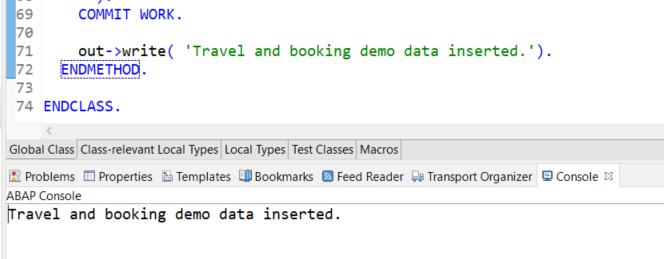 69 COMMIT WORK.
70
71 out->write( 'Travel and booking demo data inserted.').
72 ENDMETHOD.
73
74 ENDCLASS.
Global Class Class-relevant Local Types Local Types Test Classes Macros
Problems Properties Templates Bookmarks Feed Reader Transport Organizer Console
ABAP Console
Travel and booking demo data inserted.